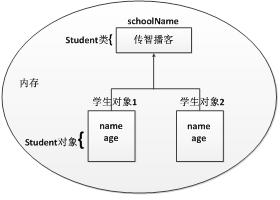 schoolName
Student类{ 传智播客
内存
学生对象1 学生对象2
name name
age age
Student对象{